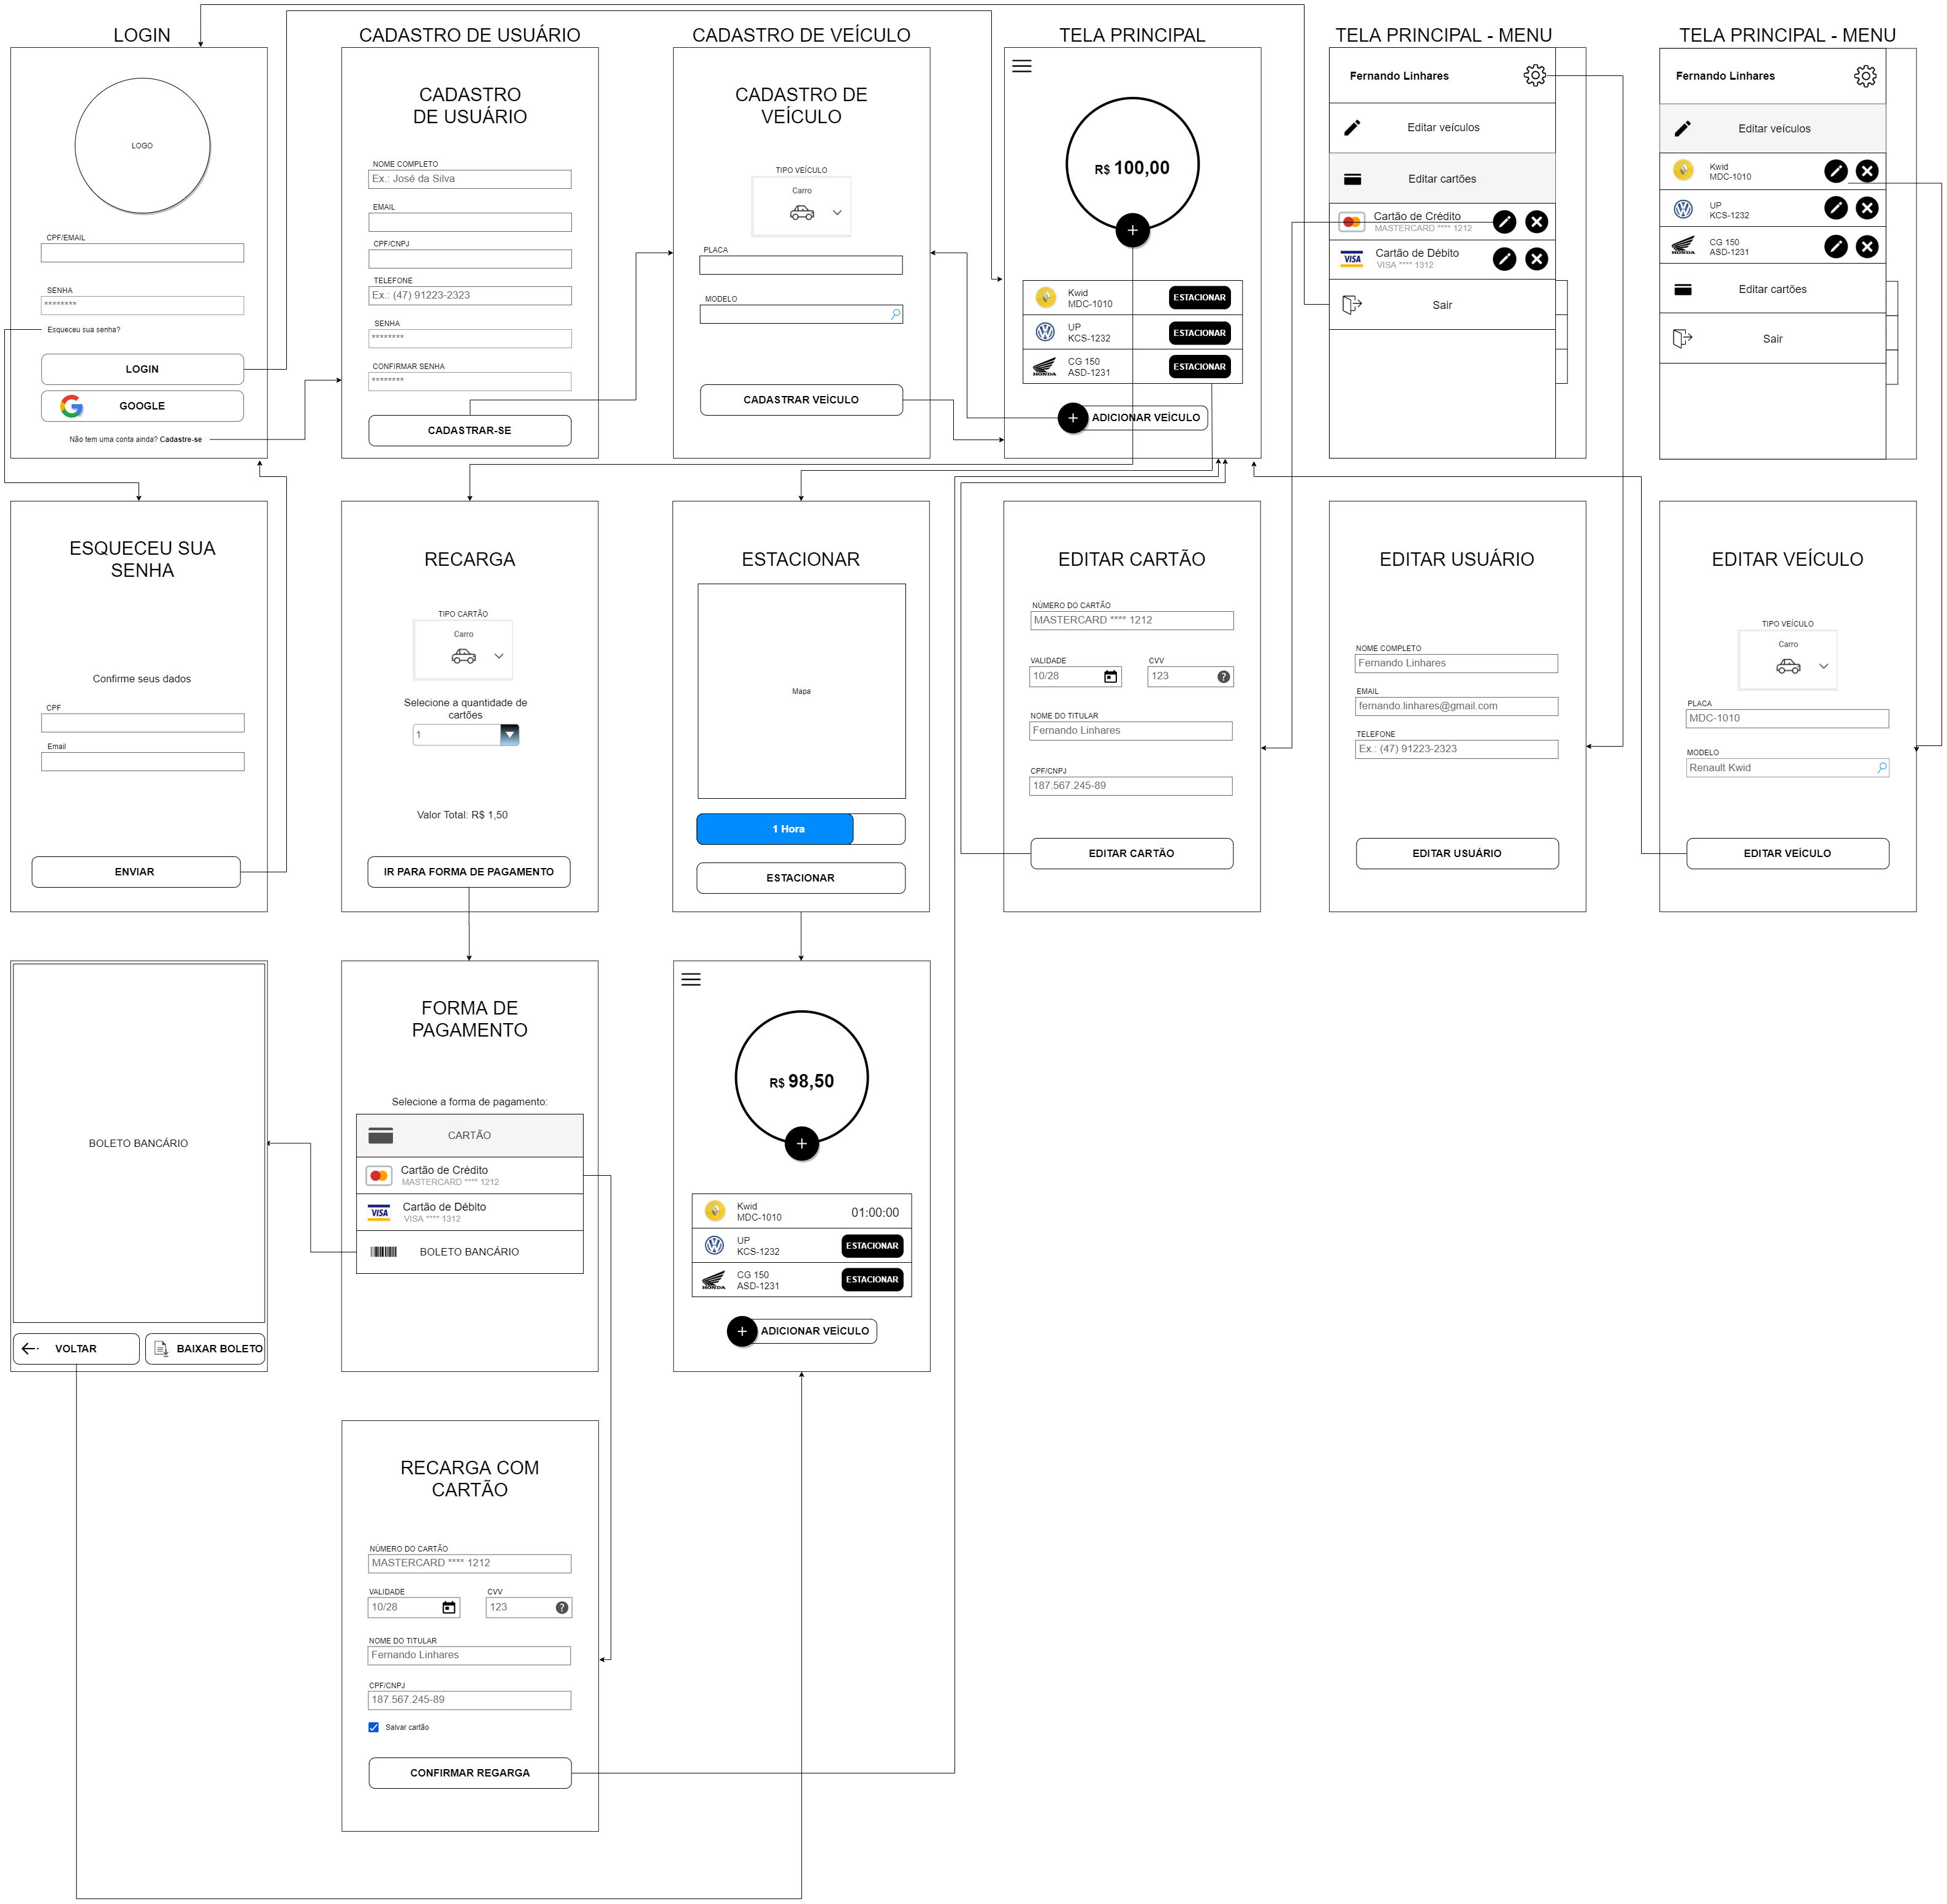 LOGIN
LOGO
CPF/EMAIL
SENHA
********
Esqueceu sua senha?
LOGIN
GOOGLE
Não tem uma conta ainda? Cadastre-se
CADASTRO DE USUÁRIO
CADASTRO
DE USUÁRIO
NOME COMPLETO
Ex.: José da Silva
EMAIL
CPF/CNPJ
TELEFONE
Ex.: (47) 91223-2323
SENHA
********
CONFIRMAR SENHA
********
CADASTRAR-SE
CADASTRO DE VEÍCULO
CADASTRO DE
VEÍCULO
TIPO VEÍCULO
Carro
PLACA
MODELO
CADASTRAR VEÍCULO
TELA PRINCIPAL
R$ 100,00
Kwid
MDC-1010
ESTACIONAR
UP
KCS-1232
ESTACIONAR
CG 150
ASD-1231
HONDA
ESTACIONAR
ADICIONAR VEÍCULO
TELA PRINCIPAL - MENU
Fernando Linhares
Editar veículos
Editar cartões
Cartão de Crédito
MASTERCARD **** 1212
VISA
Cartão de Débito
VISA **** 1312
Sair
TELA PRINCIPAL - MENU
Fernando Linhares
Editar veículos
Kwid
MDC-1010
UP
KCS-1232
CG 150
ASD-1231
HONDA
Editar cartões
Sair
ESQUECEU SUA
SENHA
Confirme seus dados
CPF
Email
ENVIAR
RECARGA
TIPO CARTÃO
Carro
Selecione a quantidade de
cartões
1
Valor Total: R$ 1,50
IR PARA FORMA DE PAGAMENTO
ESTACIONAR
Mapa
1 Hora
ESTACIONAR
EDITAR CARTÃO
NÚMERO DO CARTÃO
MASTERCARD **** 1212
VALIDADE
10/28
CVV
123
NOME DO TITULAR
Fernando Linhares
CPF/CNPJ
187.567.245-89
EDITAR CARTÃO
EDITAR USUÁRIO
NOME COMPLETO
Fernando Linhares
EMAIL
fernando.linhares@gmail.com
TELEFONE
Ex.: (47) 91223-2323
EDITAR USUÁRIO
EDITAR VEÍCULO
TIPO VEÍCULO
Carro
PLACA
MDC-1010
MODELO
Renault Kwid
EDITAR VEÍCULO
BOLETO BANCÁRIO
VOLTAR
BAIXAR BOLETO
FORMA DE
PAGAMENTO
Selecione a forma de pagamento:
CARTÃO
Cartão de Crédito
MASTERCARD **** 1212
VISA
Cartão de Débito
VISA **** 1312
BOLETO BANCÁRIO
R$ 98,50
Kwid
MDC-1010
01:00:00
UP
KCS-1232
ESTACIONAR
CG 150
ASD-1231
HONDA
ESTACIONAR
ADICIONAR VEÍCULO
RECARGA COM
CARTÃO
NÚMERO DO CARTÃO
MASTERCARD **** 1212
VALIDADE
10/28
CVV
123
NOME DO TITULAR
Fernando Linhares
CPF/CNPJ
187.567.245-89
Salvar cartão
CONFIRMAR REGARGA